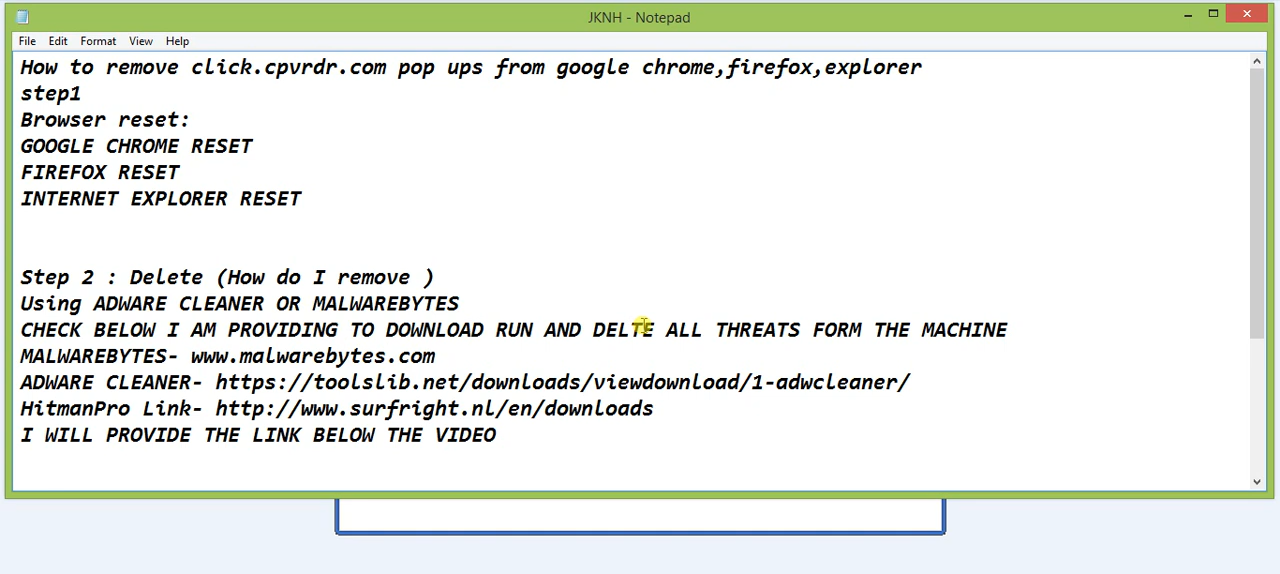 JKNH - Notepad
File Edit Format View Help
How to remove click.cpvrdr.com pop ups from google chrome,firefox,explorer
step1
Browser reset:
GOOGLE CHROME RESET
FIREFOX RESET
INTERNET EXPLORER RESET
Step 2 : Delete (How do I remove )
Using ADWARE CLEANER OR MALWAREBYTES
CHECK BELOW I AM PROVIDING TO DOWNLOAD RUN AND DELTE ALL THREATS FORM THE MACHINE
MALWAREBYTES- www.malwarebytes.com
ADWARE CLEANER- https://toolslib.net/downloads/viewdownload/1-adwcleaner/
HitmanPro Link- http://www.surfright.nl/en/downloads
I WILL PROVIDE THE LINK BELOW THE VIDEO